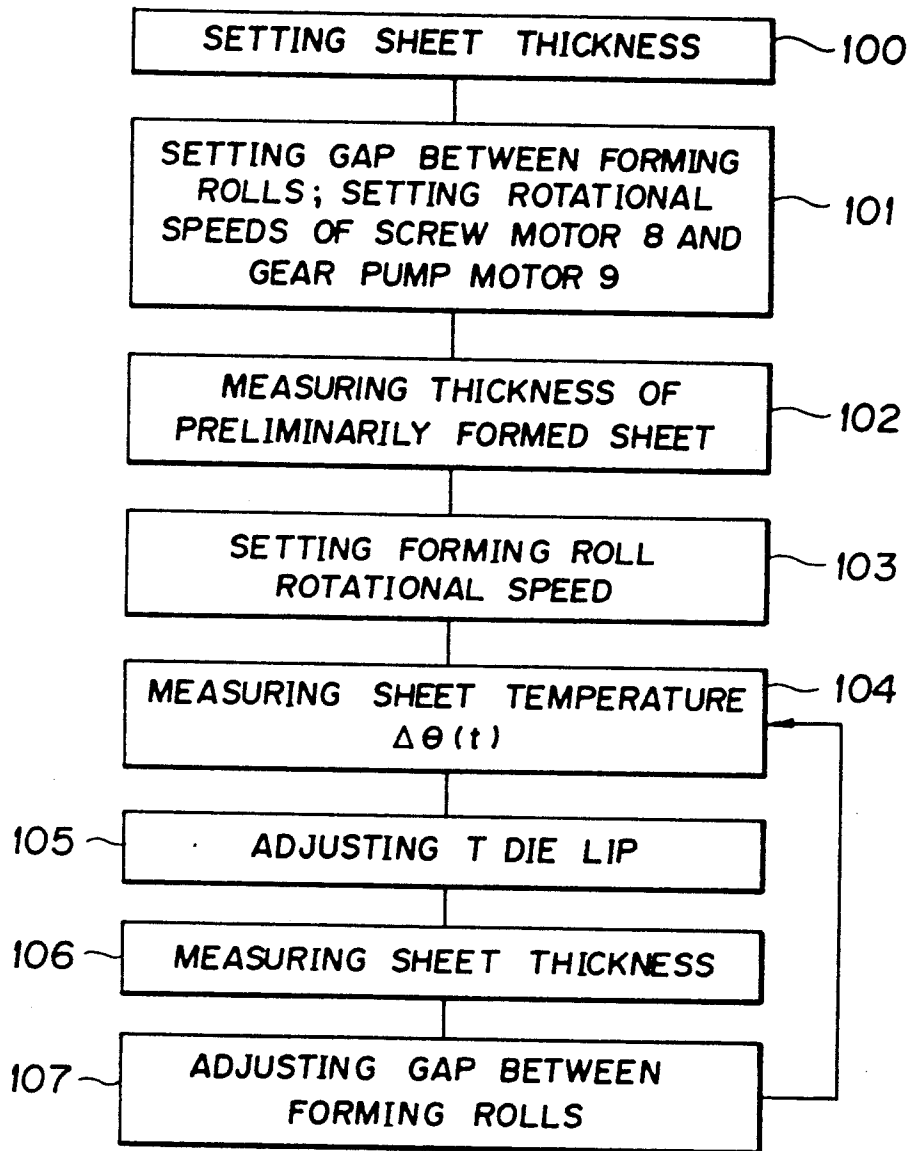 SETTING SHEET THICKNESS
100
SETTING GAP BETWEEN FORMING
ROLLS; SETTING ROTATIONAL
SPEEDS OF SCREW MOTOR 8 AND
GEAR PUMP MOTOR 9
101
MEASURING THICKNESS OF
PRELIMINARILY FORMED SHEET
102
SETTING FORMING ROLL
ROTATIONAL SPEED
103
MEASURING SHEET TEMPERATURE
Δθ(t)
104
105
ADJUSTING T DIE LIP
106
MEASURING SHEET THICKNESS
107
ADJUSTING GAP BETWEEN
FORMING ROLLS